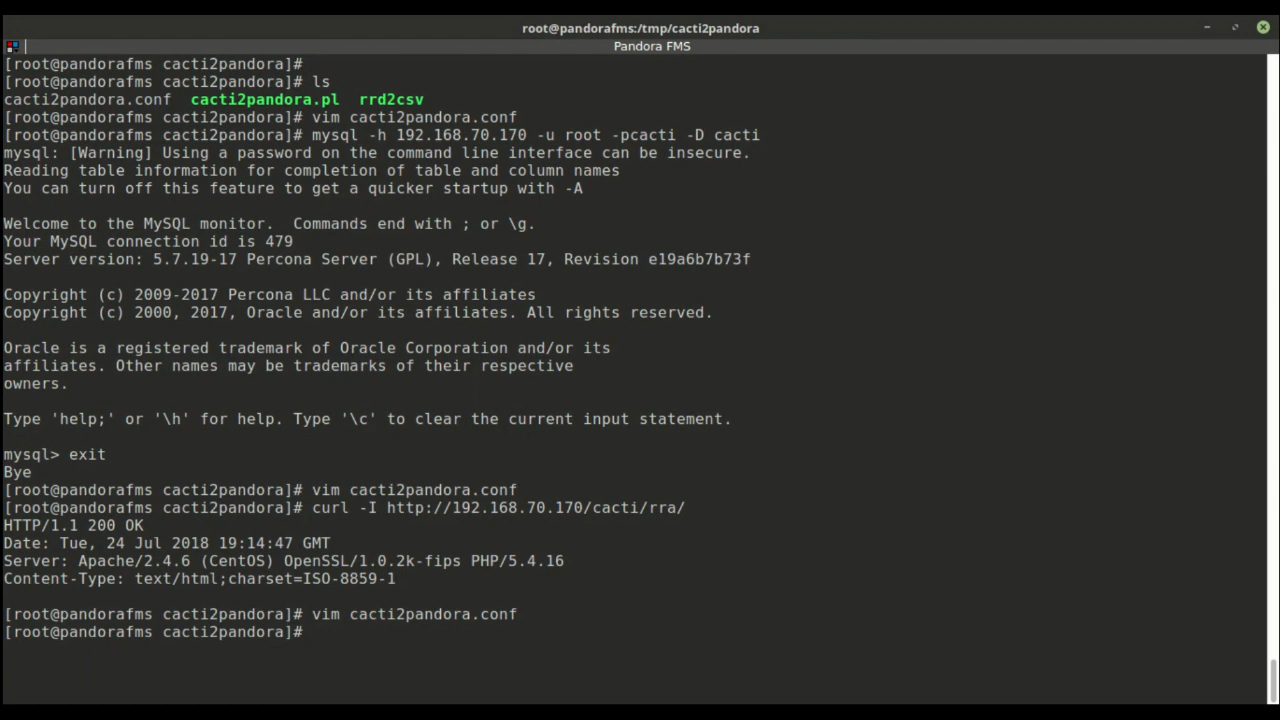 root@pandorafms:/tmp/cacti2pandora
Pandora FMS
[root@pandorafms cacti2pandora]#
[root@pandorafms cacti2pandora]# ls
cacti2pandora.conf  cacti2pandora.pl  rrd2csv
[root@pandorafms cacti2pandora]# vim cacti2pandora.conf
[root@pandorafms cacti2pandora]# mysql -h 192.168.70.170 -u root -pcacti -D cacti
mysql: [Warning] Using a password on the command line interface can be insecure.
Reading table information for completion of table and column names
You can turn off this feature to get a quicker startup with -A
Welcome to the MySQL monitor.  Commands end with ; or \g.
Your MySQL connection id is 479
Server version: 5.7.19-17 Percona Server (GPL), Release 17, Revision e19a6b7b73f
Copyright (c) 2009-2017 Percona LLC and/or its affiliates
Copyright (c) 2000, 2017, Oracle and/or its affiliates. All rights reserved.
Oracle is a registered trademark of Oracle Corporation and/or its
affiliates. Other names may be trademarks of their respective
owners.
Type 'help;' or '\h' for help. Type '\c' to clear the current input statement.
mysql> exit
Bye
[root@pandorafms cacti2pandora]# vim cacti2pandora.conf
[root@pandorafms cacti2pandora]# curl -I http://192.168.70.170/cacti/rra/
HTTP/1.1 200 OK
Date: Tue, 24 Jul 2018 19:14:47 GMT
Server: Apache/2.4.6 (CentOS) OpenSSL/1.0.2k-fips PHP/5.4.16
Content-Type: text/html;charset=ISO-8859-1
[root@pandorafms cacti2pandora]# vim cacti2pandora.conf
[root@pandorafms cacti2pandora]#